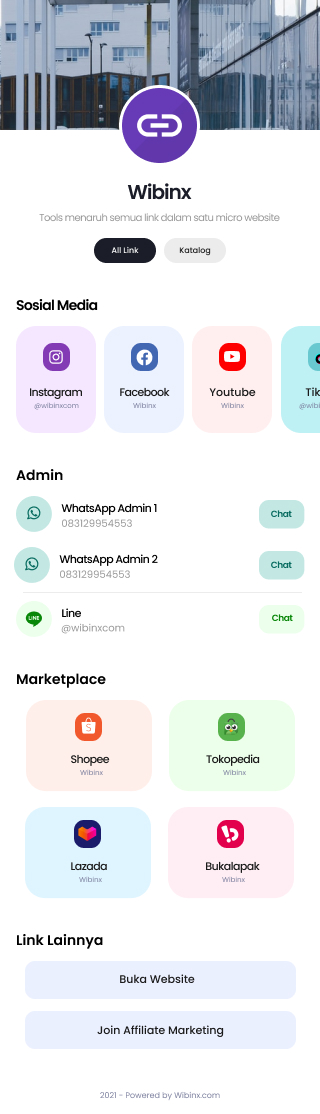 Wibinx
Tools menaruh semua link dalam satu micro website
All Link
Katalog
Sosial Media
Instagram
@wibinxcom
Facebook
Wibinx
Youtube
Wibinx
Tik
@wibi
Admin
WhatsApp Admin 1
083129954553
Chat
WhatsApp Admin 2
083129954553
Chat
LINE
Line
@wibinxcom
Chat
Marketplace
Shopee
Wibinx
Tokopedia
Wibinx
Lazada
Wibinx
Bukalapak
Wibinx
Link Lainnya
Buka Website
Join Affiliate Marketing
2021 - Powered by Wibinx.com